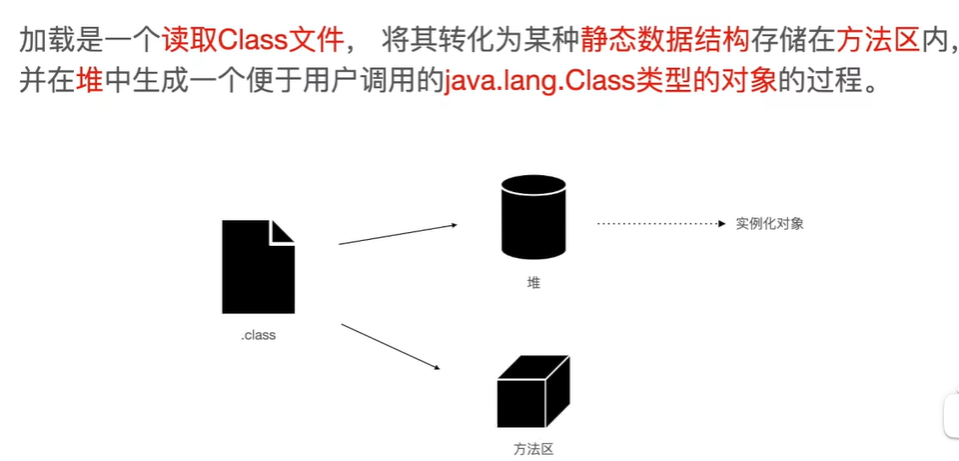 加载是一个读取Class文件， 将其转化为某种静态数据结构存储在方法区内，
并在堆中生成一个便于用户调用的java.lang.Class类型的对象的过程。
实例化对象
堆
.class
方法区